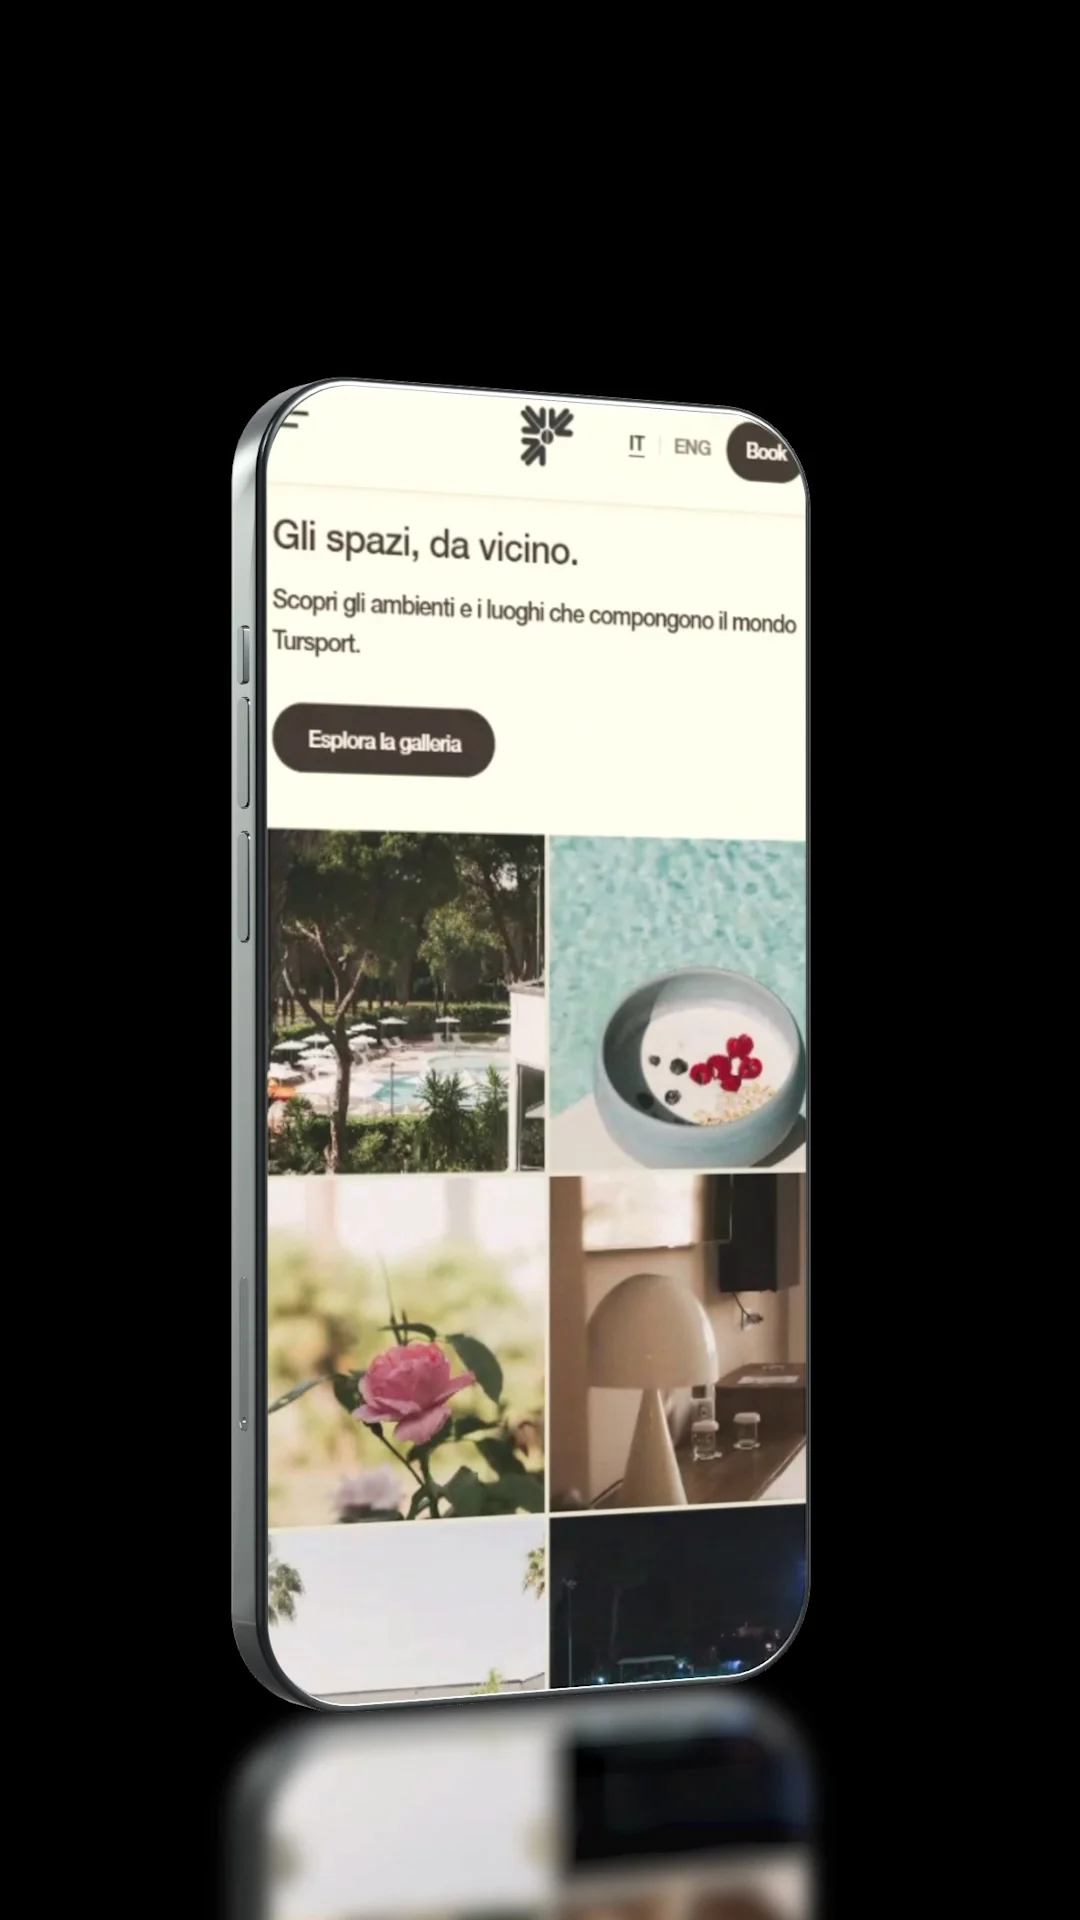 IT
ENG
Book
Gli spazi, da vicino.
Scopri gli ambienti e i luoghi che compongono il mondo
Tursport.
Esplora la galleria